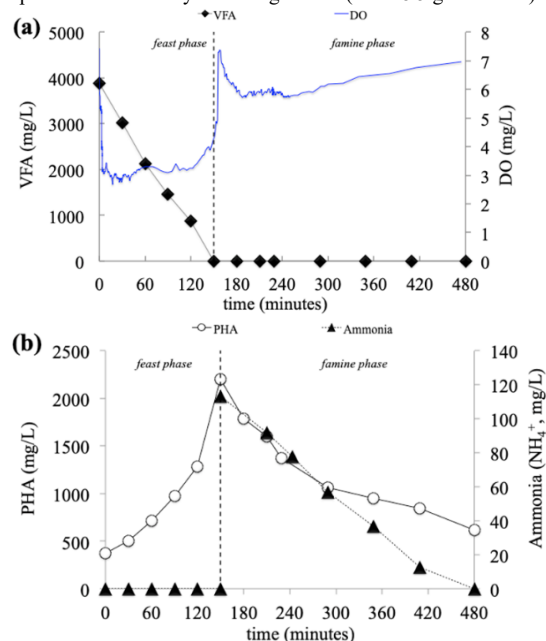 (a)
VFA
DO
feast phase
famine phase
5000
4000
3000
2000
1000
0
VFA (mg/L)
8
7
6
5
4
3
2
1
0
DO (mg/L)
0 60 120 180 240 300 360 420 480
time (minutes)
(b)
PHA
Ammonia
feast phase
famine phase
2500
2000
1500
1000
500
0
PHA (mg/L)
140
120
100
80
60
40
20
0
Ammonia (NH₄⁺, mg/L)
0 60 120 180 240 300 360 420 480
time (minutes)